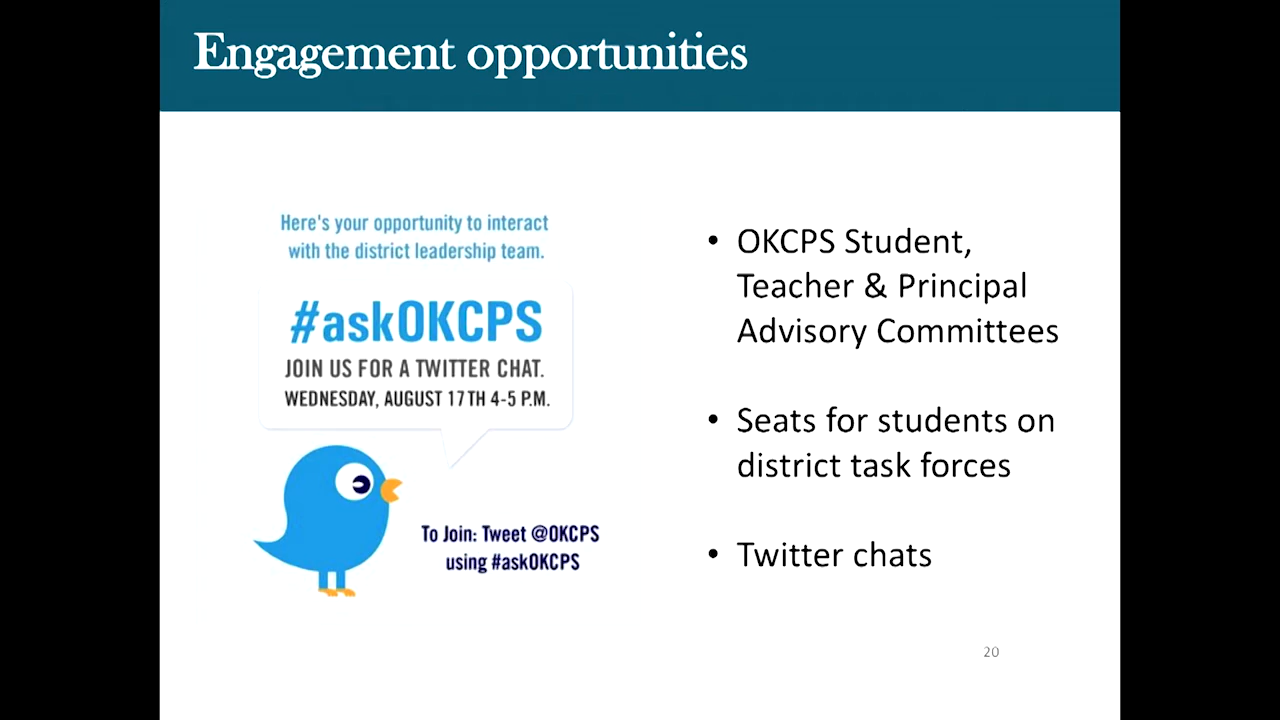 Engagement opportunities
Here's your opportunity to interact
with the district leadership team.
#askOKCPS
JOIN US FOR A TWITTER CHAT.
WEDNESDAY, AUGUST 17TH 4-5 P.M.
To Join: Tweet @OKCPS
using #askOKCPS
• OKCPS Student,
Teacher & Principal
Advisory Committees
• Seats for students on
district task forces
• Twitter chats
20